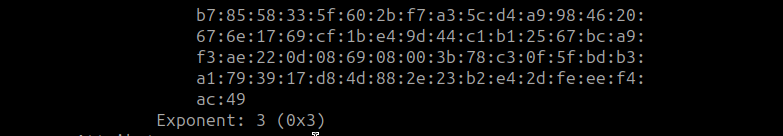 b7:85:58:33:5f:60:2b:f7:a3:5c:d4:a9:98:46:20:
67:6e:17:69:cf:1b:e4:9d:44:c1:b1:25:67:bc:a9:
f3:ae:22:0d:08:69:08:00:3b:78:c3:0f:5f:bd:b3:
a1:79:39:17:d8:4d:88:2e:23:b2:e4:2d:fe:ee:f4:
ac:49
Exponent: 3 (0x3)